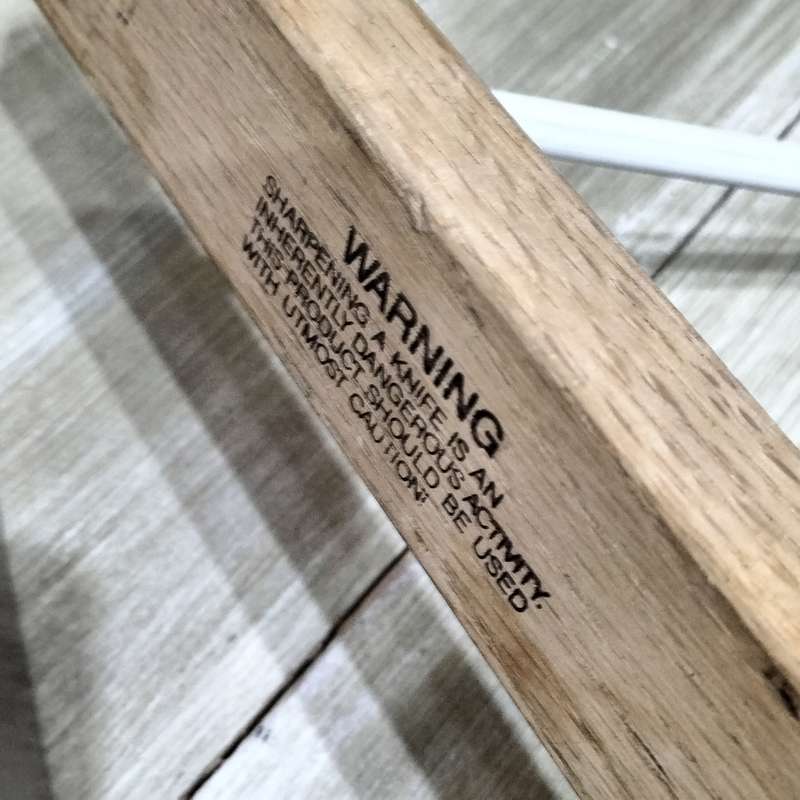 WARNING
SHARPENING A KNIFE IS AN
INHERENTLY DANGEROUS ACTIVITY.
THIS PRODUCT SHOULD BE USED
WITH UTMOST CAUTION!